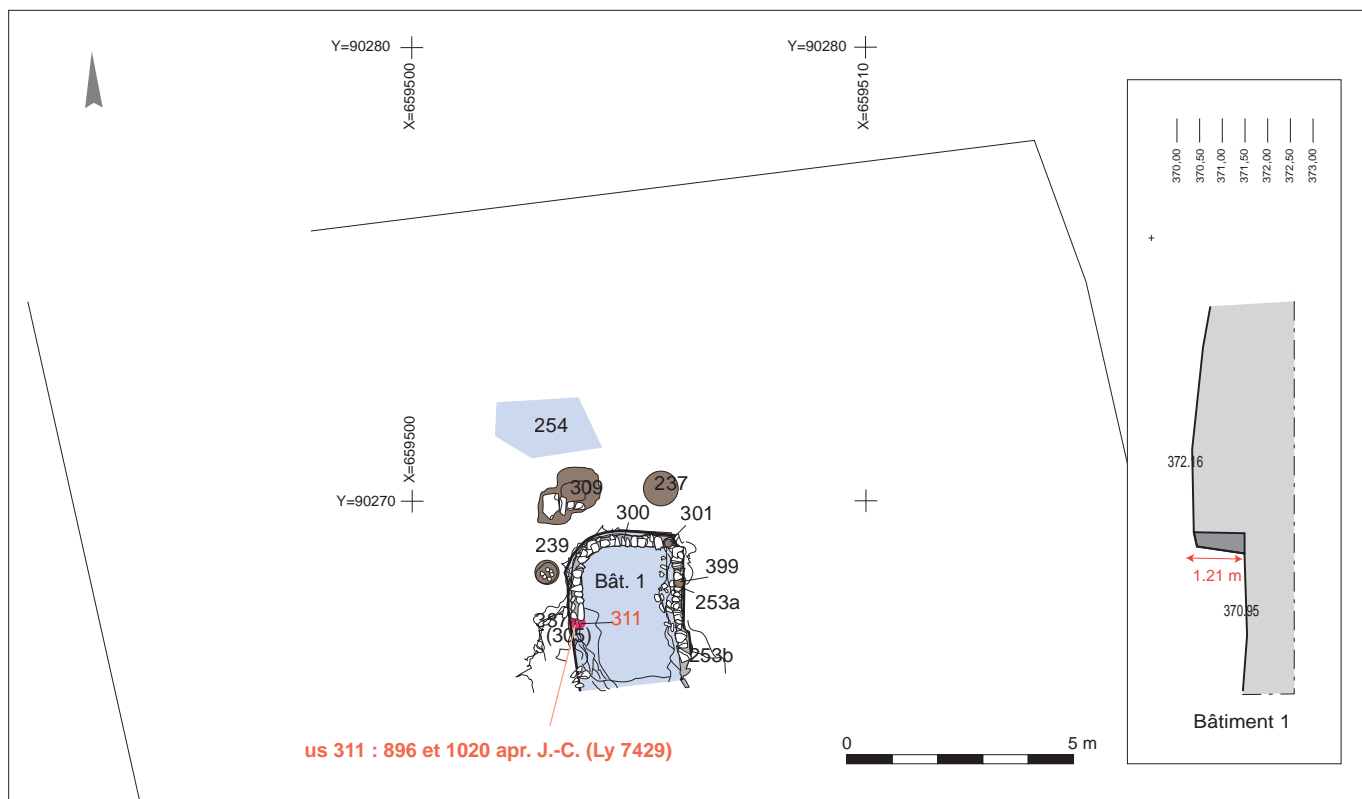 Y=90280
X=659500
Y=90280
X=659510
370,00
370,50
371,00
371,50
372,00
372,50
373,00
254
X=659500
Y=90270
309
237
300
301
239
399
Bât. 1
253a
337
311
(305)
253b
372.16
1.21 m
370.95
Bâtiment 1
0
5 m
us 311 : 896 et 1020 apr. J.-C. (Ly 7429)